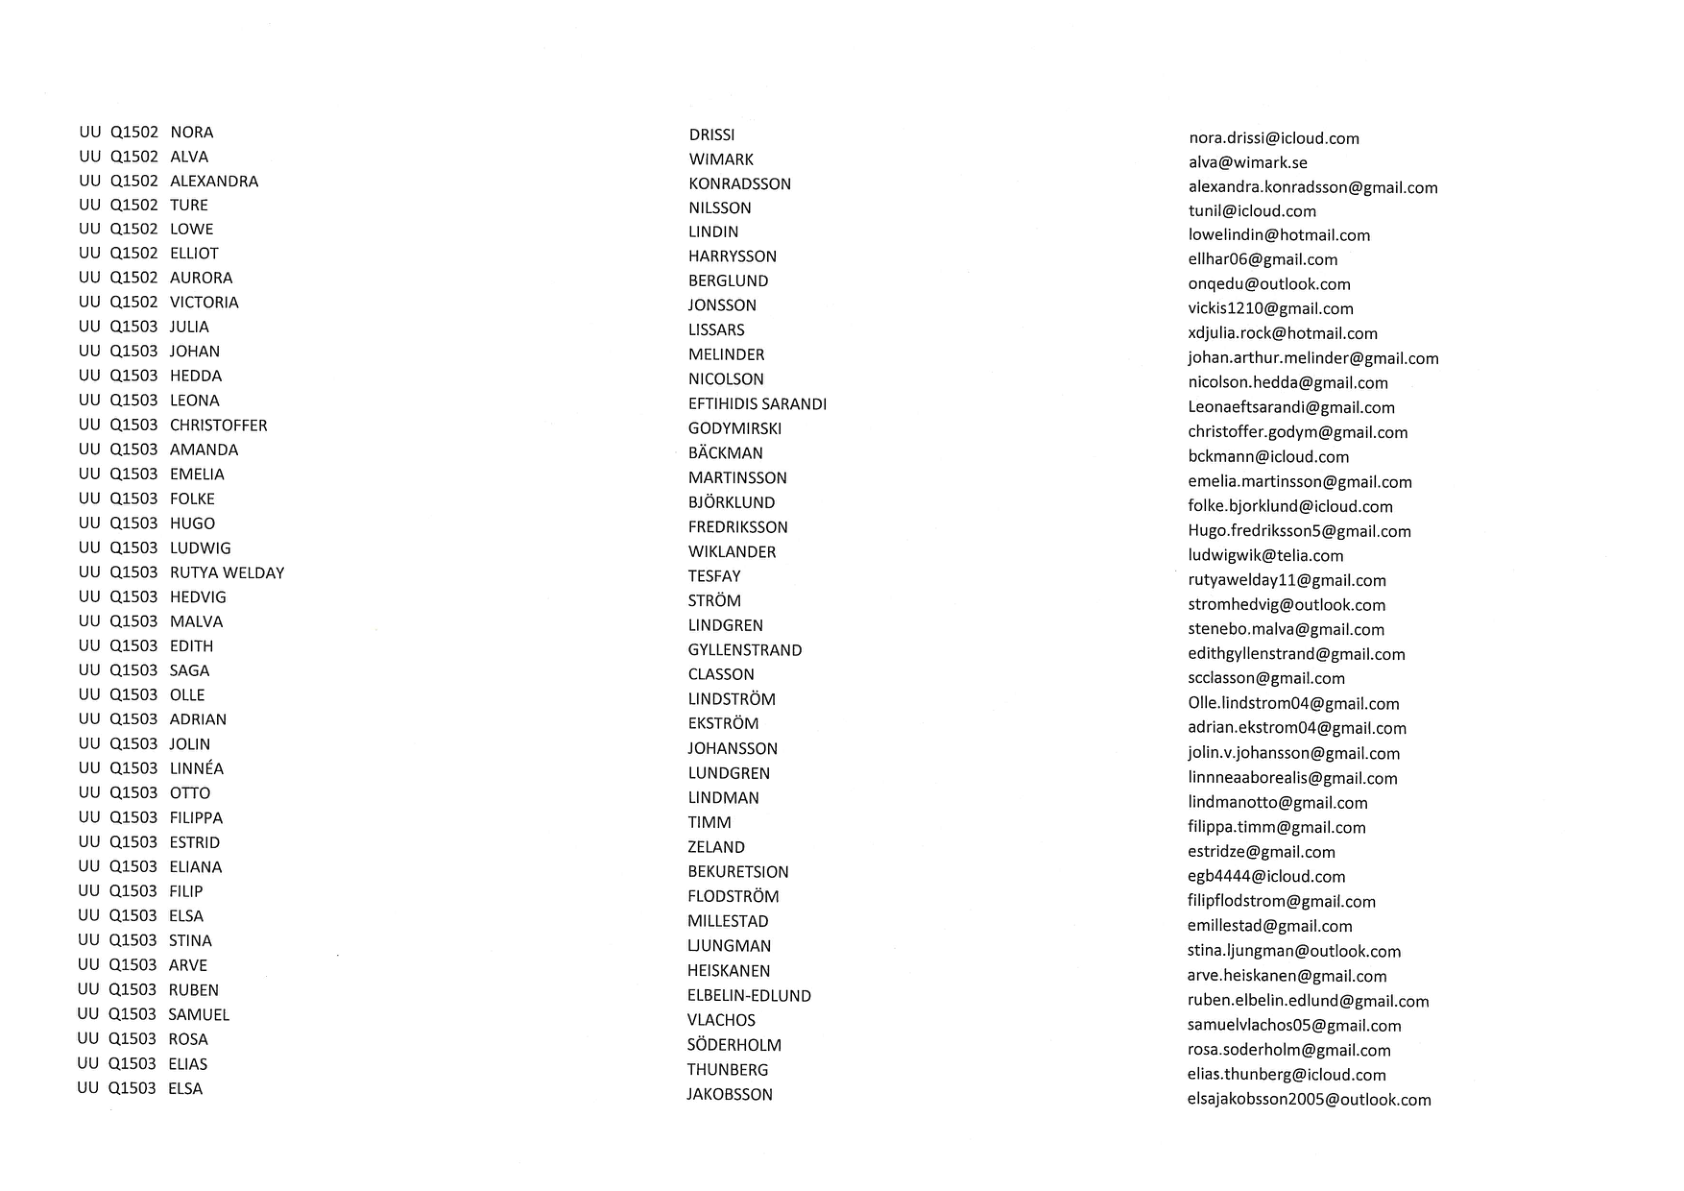 UU Q1502 NORA DRISSI nora.drissi@icloud.com
UU Q1502 ALVA WIMARK alva@wimark.se
UU Q1502 ALEXANDRA KONRADSSON alexandra.konradsson@gmail.com
UU Q1502 TURE NILSSON tunil@icloud.com
UU Q1502 LOWE LINDIN lowelindin@hotmail.com
UU Q1502 ELLIOT HARRYSSON ellhar06@gmail.com
UU Q1502 AURORA BERGLUND onqedu@outlook.com
UU Q1502 VICTORIA JONSSON vickis1210@gmail.com
UU Q1503 JULIA LISSARS xdjulia.rock@hotmail.com
UU Q1503 JOHAN MELINDER johan.arthur.melinder@gmail.com
UU Q1503 HEDDA NICOLSON nicolson.hedda@gmail.com
UU Q1503 LEONA EFTIHIDIS SARANDI Leonaeftsarandi@gmail.com
UU Q1503 CHRISTOFFER GODYMIRSKI christoffer.godym@gmail.com
UU Q1503 AMANDA BÄCKMAN bckmann@icloud.com
UU Q1503 EMELIA MARTINSSON emelia.martinsson@gmail.com
UU Q1503 FOLKE BJÖRKLUND folke.bjorklund@icloud.com
UU Q1503 HUGO FREDRIKSSON Hugo.fredriksson5@gmail.com
UU Q1503 LUDWIG WIKLANDER ludwigwik@telia.com
UU Q1503 RUTYA WELDAY TESFAY rutyawelday11@gmail.com
UU Q1503 HEDVIG STRÖM stromhedvig@outlook.com
UU Q1503 MALVA LINDGREN stenebo.malva@gmail.com
UU Q1503 EDITH GYLLENSTRAND edithgyllenstrand@gmail.com
UU Q1503 SAGA CLASSON scclasson@gmail.com
UU Q1503 OLLE LINDSTRÖM Olle.lindstrom04@gmail.com
UU Q1503 ADRIAN EKSTRÖM adrian.ekstrom04@gmail.com
UU Q1503 JOLIN JOHANSSON jolin.v.johansson@gmail.com
UU Q1503 LINNÉA LUNDGREN linnneaaborealis@gmail.com
UU Q1503 OTTO LINDMAN lindmanotto@gmail.com
UU Q1503 FILIPPA TIMM filippa.timm@gmail.com
UU Q1503 ESTRID ZELAND estridze@gmail.com
UU Q1503 ELIANA BEKURETSION egb4444@icloud.com
UU Q1503 FILIP FLODSTRÖM filipflodstrom@gmail.com
UU Q1503 ELSA MILLESTAD emillestad@gmail.com
UU Q1503 STINA LJUNGMAN stina.ljungman@outlook.com
UU Q1503 ARVE HEISKANEN arve.heiskanen@gmail.com
UU Q1503 RUBEN ELBELIN-EDLUND ruben.elbelin.edlund@gmail.com
UU Q1503 SAMUEL VLACHOS samuelvlachos05@gmail.com
UU Q1503 ROSA SÖDERHOLM rosa.soderholm@gmail.com
UU Q1503 ELIAS THUNBERG elias.thunberg@icloud.com
UU Q1503 ELSA JAKOBSSON elsajakobsson2005@outlook.com